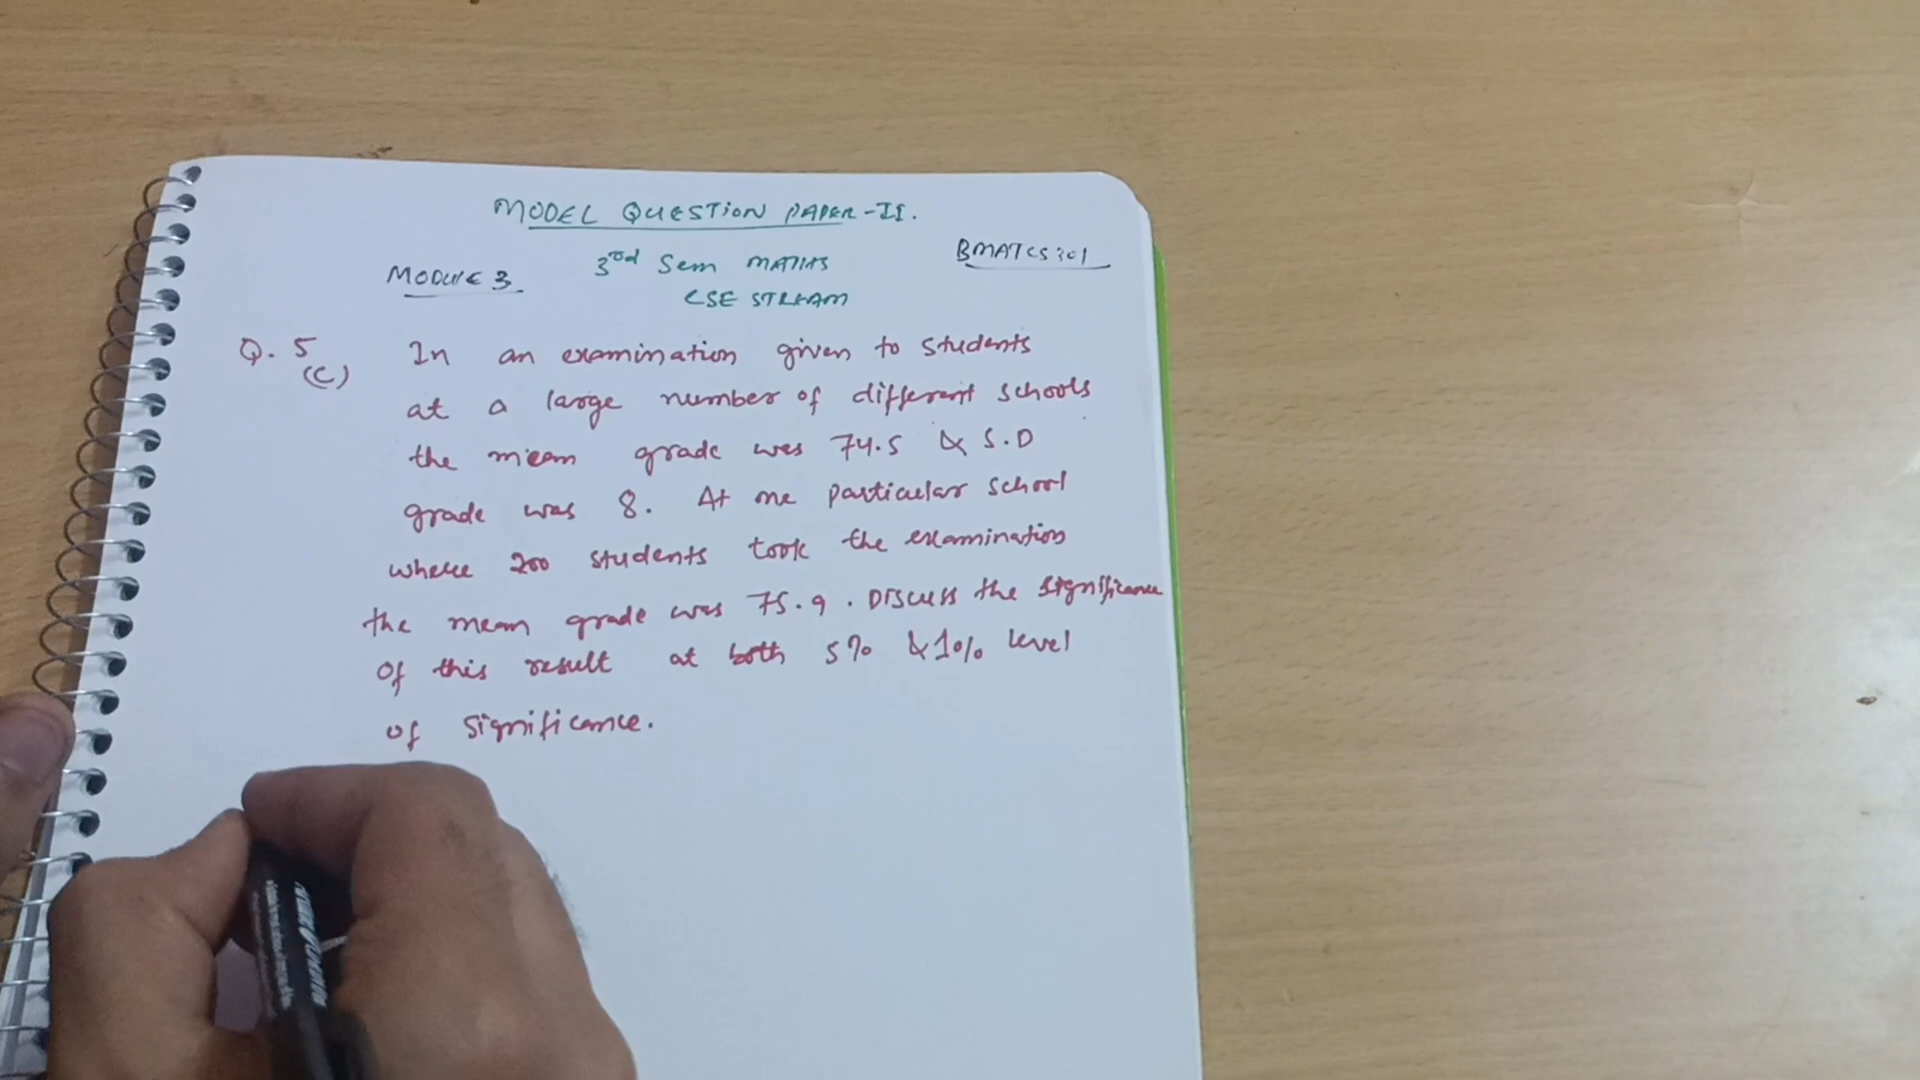 MODEL QUESTION PAPER-II.
3rd Sem MATHS
BMATCS301
MODULE 3
CSE STREAM
Q. 5 (C) In an examination given to students
at a large number of different schools
the mean grade was 74.5 & S.D
grade was 8. At one particular school
where 200 students took the examination
the mean grade was 75.9. Discuss the significance
of this result at both 5% & 1% level
of significance.